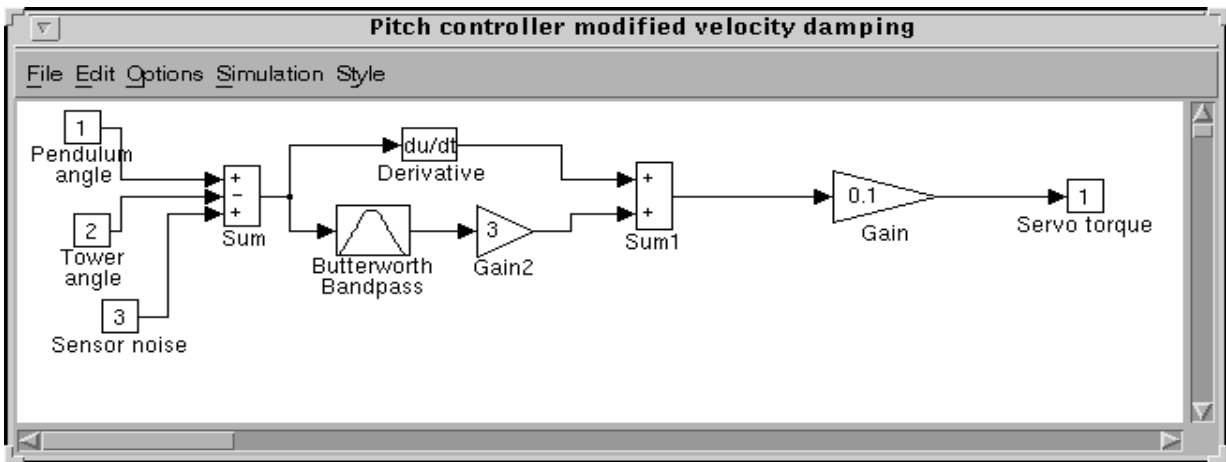 Pitch controller modified velocity damping
File Edit Options Simulation Style
1
Pendulum
angle
2
Tower
angle
3
Sensor noise
+
−
+
Sum
du/dt
Derivative
Butterworth
Bandpass
3
Gain2
+
+
Sum1
0.1
Gain
1
Servo torque